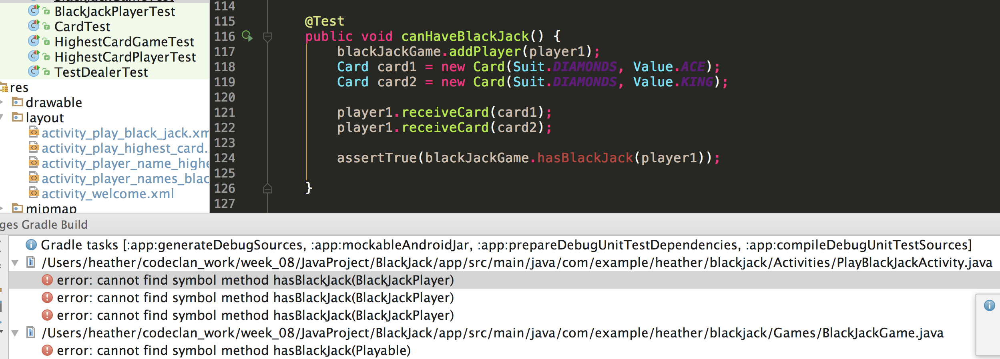 BlackJackPlayerTest
CardTest
HighestCardGameTest
HighestCardPlayerTest
TestDealerTest
res
drawable
layout
activity_play_black_jack.xm
activity_play_highest_card.
activity_player_name_highe
activity_player_names_blac
activity_welcome.xml
mipmap
114
115 @Test
116 public void canHaveBlackJack() {
117 blackJackGame.addPlayer(player1);
118 Card card1 = new Card(Suit.DIAMONDS, Value.ACE);
119 Card card2 = new Card(Suit.DIAMONDS, Value.KING);
120
121 player1.receiveCard(card1);
122 player1.receiveCard(card2);
123
124 assertTrue(blackJackGame.hasBlackJack(player1));
125
126 }
127
ges Gradle Build
Gradle tasks [:app:generateDebugSources, :app:mockableAndroidJar, :app:prepareDebugUnitTestDependencies, :app:compileDebugUnitTestSources]
/Users/heather/codeclan_work/week_08/JavaProject/BlackJack/app/src/main/java/com/example/heather/blackjack/Activities/PlayBlackJackActivity.java
error: cannot find symbol method hasBlackJack(BlackJackPlayer)
error: cannot find symbol method hasBlackJack(BlackJackPlayer)
error: cannot find symbol method hasBlackJack(BlackJackPlayer)
/Users/heather/codeclan_work/week_08/JavaProject/BlackJack/app/src/main/java/com/example/heather/blackjack/Games/BlackJackGame.java
error: cannot find symbol method hasBlackJack(Playable)